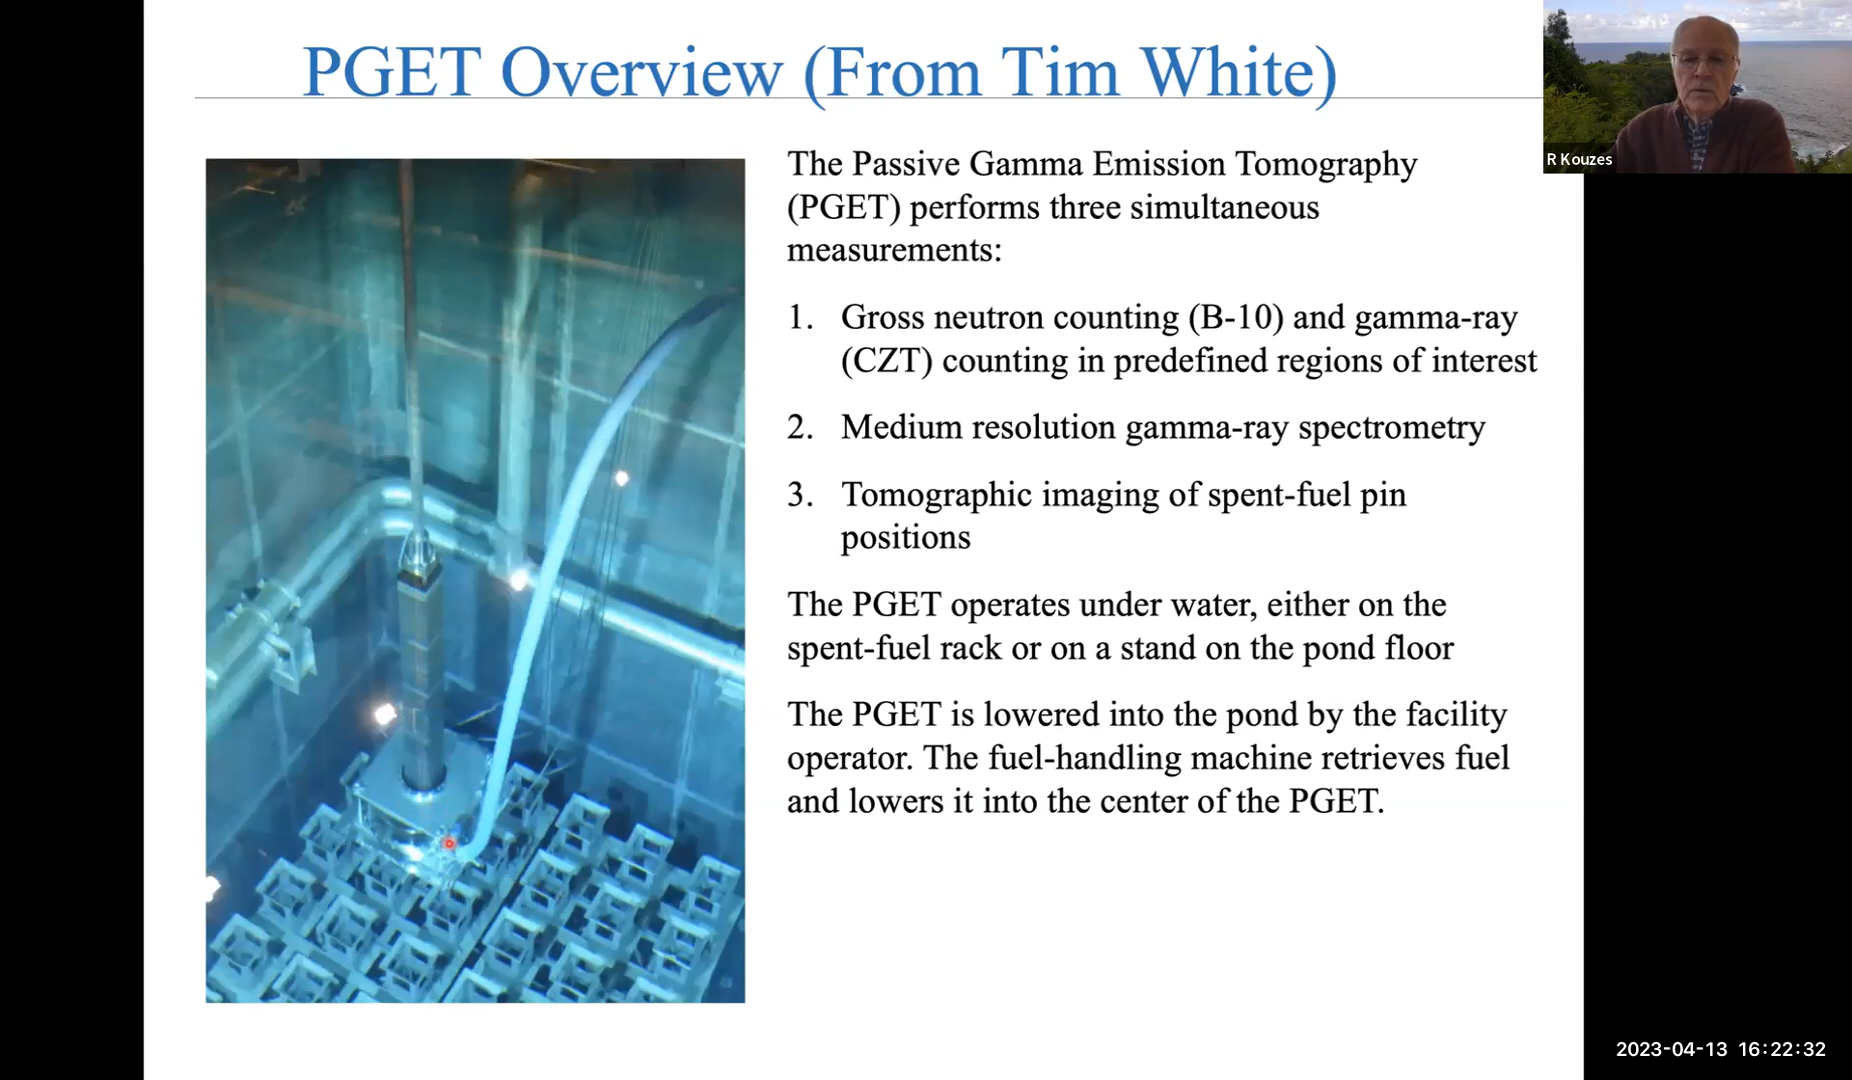 PGET Overview (From Tim White)
R Kouzes
The Passive Gamma Emission Tomography
(PGET) performs three simultaneous
measurements:
1. Gross neutron counting (B-10) and gamma-ray
(CZT) counting in predefined regions of interest
2. Medium resolution gamma-ray spectrometry
3. Tomographic imaging of spent-fuel pin
positions
The PGET operates under water, either on the
spent-fuel rack or on a stand on the pond floor
The PGET is lowered into the pond by the facility
operator. The fuel-handling machine retrieves fuel
and lowers it into the center of the PGET.
2023-04-13 16:22:32